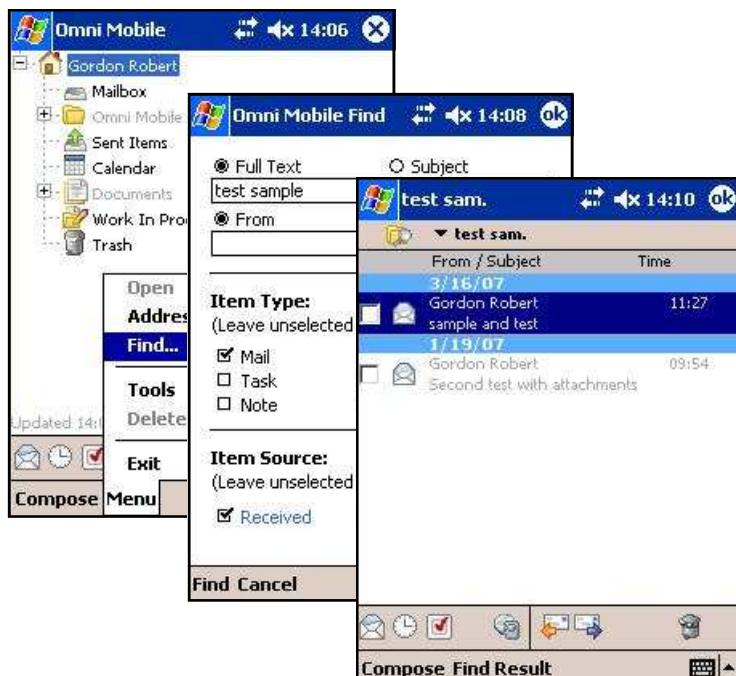 Omni Mobile 14:06
Gordon Robert
Mailbox
Omni Mobile
Sent Items
Calendar
Documents
Work In Pro
Trash
Open
Addres
Find...
Tools
Delete
Updated 14:
Exit
Compose Menu
Omni Mobile Find 14:08 ok
Full Text Subject
test sample
From
Item Type:
(Leave unselected
Mail
Task
Note
Item Source:
(Leave unselected
Received
Find Cancel
test sam. 14:10 ok
test sam.
From / Subject Time
3/16/07
Gordon Robert 11:27
sample and test
1/19/07
Gordon Robert 09:54
Second test with attachments
Compose Find Result